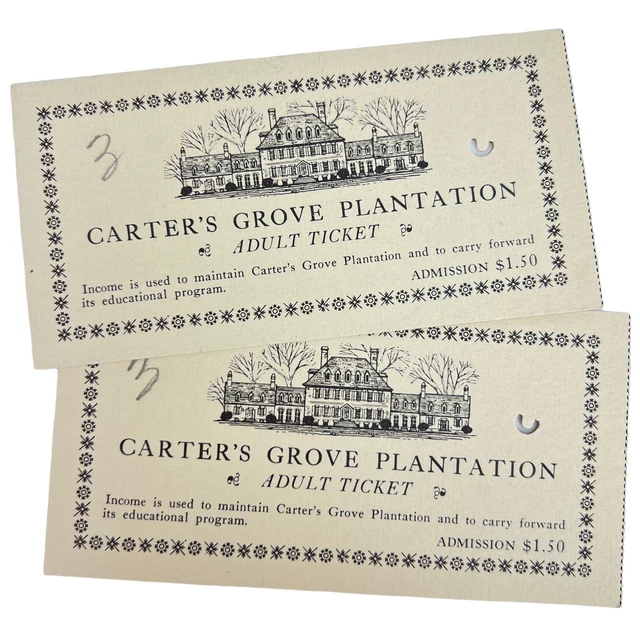 3
CARTER'S GROVE PLANTATION
ADULT TICKET
Income is used to maintain Carter's Grove Plantation and to carry forward
its educational program.
ADMISSION $1.50
3
CARTER'S GROVE PLANTATION
ADULT TICKET
Income is used to maintain Carter's Grove Plantation and to carry forward
its educational program.
ADMISSION $1.50